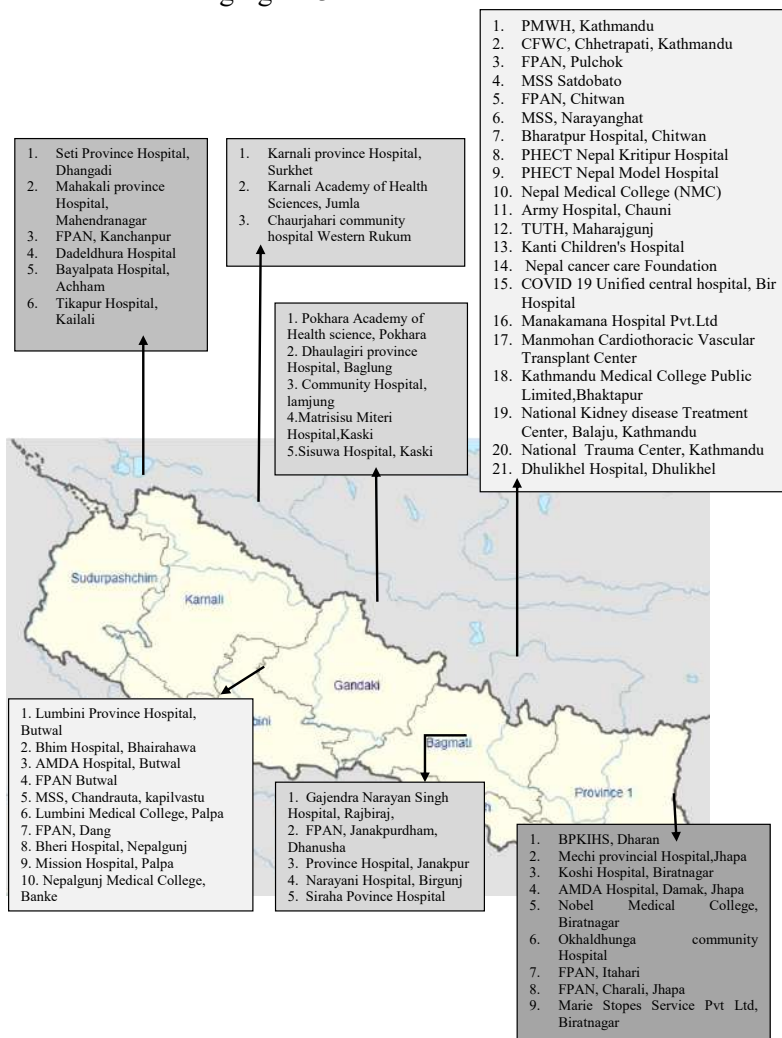 1. PMWH, Kathmandu
2. CFWC, Chhetrapati, Kathmandu
3. FPAN, Pulchok
4. MSS Satdobato
5. FPAN, Chitwan
6. MSS, Narayanghat
7. Bharatpur Hospital, Chitwan
8. PHECT Nepal Kritipur Hospital
9. PHECT Nepal Model Hospital
10. Nepal Medical College (NMC)
11. Army Hospital, Chauni
12. TUTH, Maharajgunj
13. Kanti Children's Hospital
14. Nepal cancer care Foundation
15. COVID 19 Unified central hospital, Bir
Hospital
16. Manakamana Hospital Pvt.Ltd
17. Manmohan Cardiothoracic Vascular
Transplant Center
18. Kathmandu Medical College Public
Limited,Bhaktapur
19. National Kidney disease Treatment
Center, Balaju, Kathmandu
20. National Trauma Center, Kathmandu
21. Dhulikhel Hospital, Dhulikhel
1. Seti Province Hospital,
Dhangadi
2. Mahakali province
Hospital,
Mahendranagar
3. FPAN, Kanchanpur
4. Dadeldhura Hospital
5. Bayalpata Hospital,
Achham
6. Tikapur Hospital,
Kailali
1. Karnali province Hospital,
Surkhet
2. Karnali Academy of Health
Sciences, Jumla
3. Chaurjahari community
hospital Western Rukum
1. Pokhara Academy of
Health science, Pokhara
2. Dhaulagiri province
Hospital, Baglung
3. Community Hospital,
lamjung
4.Matrisisu Miteri
Hospital,Kaski
5.Sisuwa Hospital, Kaski
Sudurpashchim
Karnali
Gandaki
Bagmati
Province 1
1. Lumbini Province Hospital,
Butwal
2. Bhim Hospital, Bhairahawa
3. AMDA Hospital, Butwal
4. FPAN Butwal
5. MSS, Chandrauta, kapilvastu
6. Lumbini Medical College, Palpa
7. FPAN, Dang
8. Bheri Hospital, Nepalgunj
9. Mission Hospital, Palpa
10. Nepalgunj Medical College,
Banke
1. Gajendra Narayan Singh
Hospital, Rajbiraj,
2. FPAN, Janakpurdham,
Dhanusha
3. Province Hospital, Janakpur
4. Narayani Hospital, Birgunj
5. Siraha Povince Hospital
1. BPKIHS, Dharan
2. Mechi provincial Hospital,Jhapa
3. Koshi Hospital, Biratnagar
4. AMDA Hospital, Damak, Jhapa
5. Nobel Medical College,
Biratnagar
6. Okhaldhunga community
Hospital
7. FPAN, Itahari
8. FPAN, Charali, Jhapa
9. Marie Stopes Service Pvt Ltd,
Biratnagar